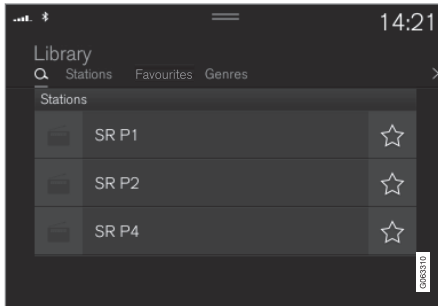 14:21
Library
Stations Favourites Genres
Stations
SR P1
SR P2
SR P4
G063310